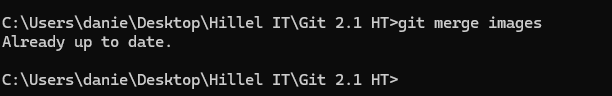 C:\Users\danie\Desktop\Hillel IT\Git 2.1 HT>git merge images
Already up to date.
C:\Users\danie\Desktop\Hillel IT\Git 2.1 HT>